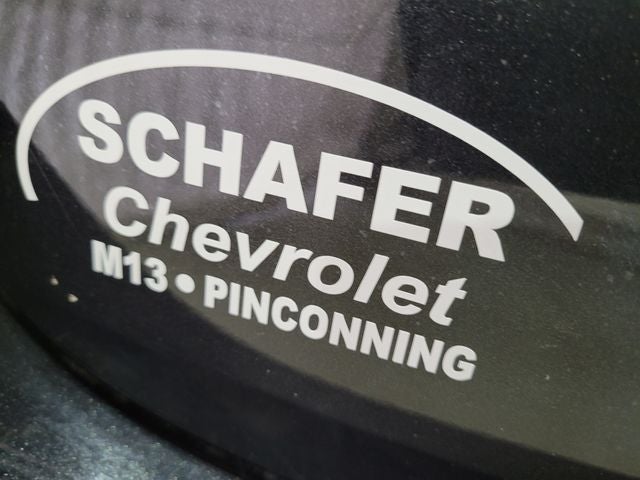 SCHAFER
Chevrolet
M13 • PINCONNING